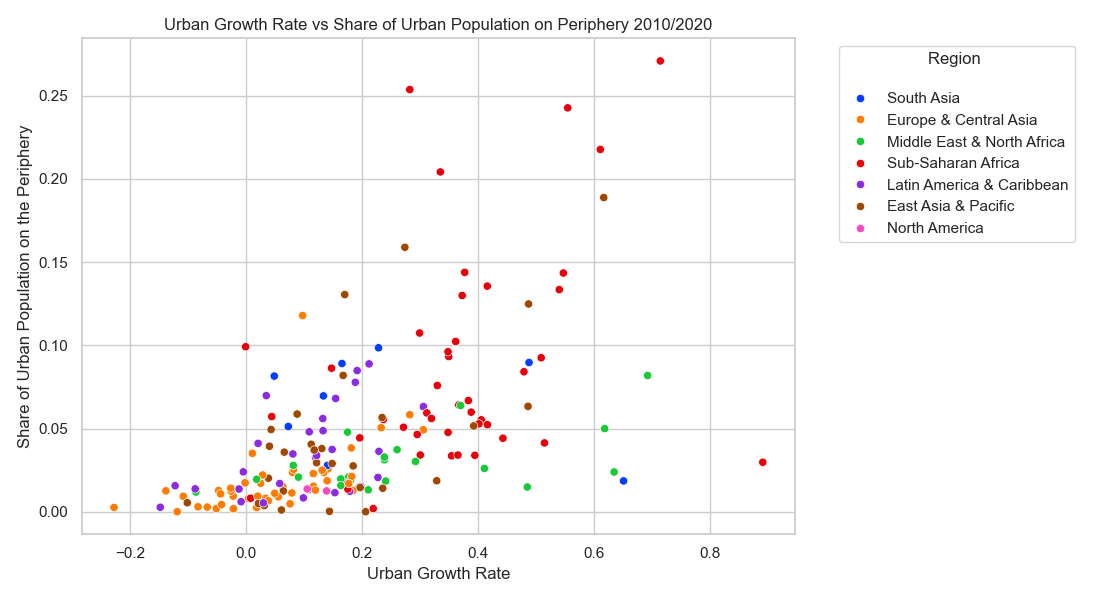 Urban Growth Rate vs Share of Urban Population on Periphery 2010/2020
Share of Urban Population on the Periphery
0.25
0.20
0.15
0.10
0.05
0.00
−0.2
0.0
0.2
0.4
0.6
0.8
Urban Growth Rate
Region
South Asia
Europe & Central Asia
Middle East & North Africa
Sub-Saharan Africa
Latin America & Caribbean
East Asia & Pacific
North America